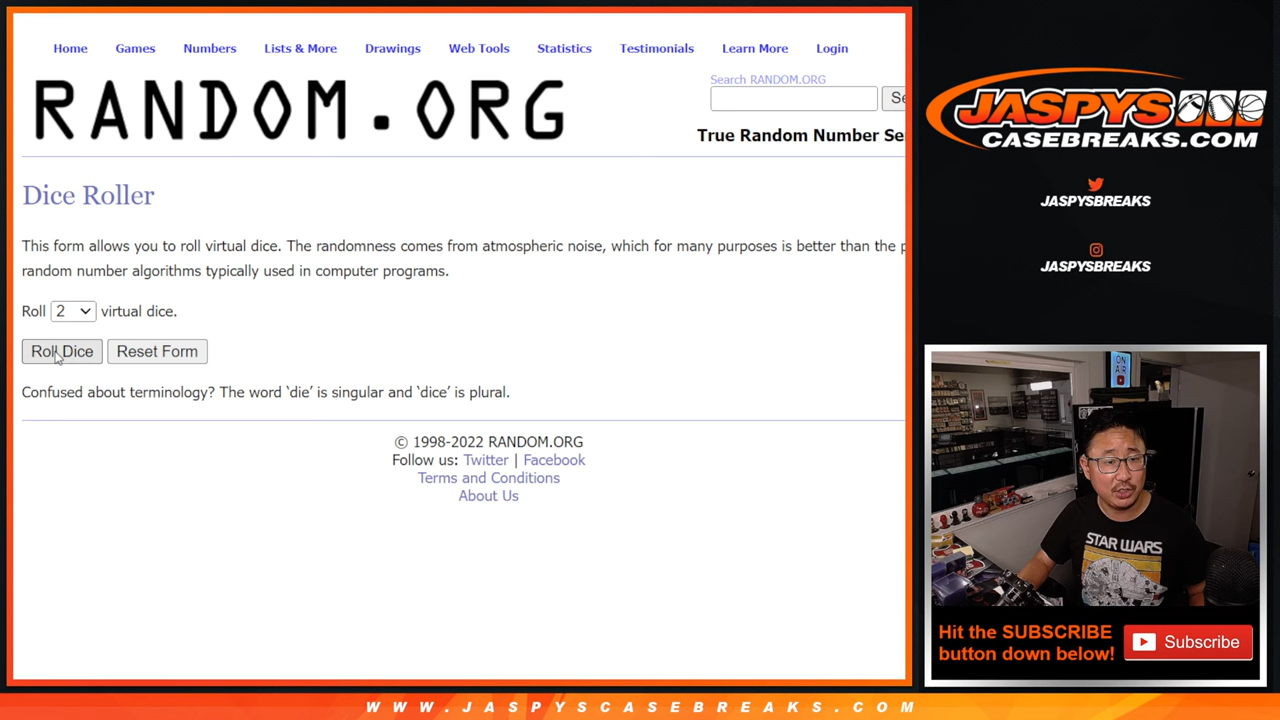 Home Games Numbers Lists & More Drawings Web Tools Statistics Testimonials Learn More Login
RANDOM.ORG
Search RANDOM.ORG
Se
True Random Number Se
Dice Roller
This form allows you to roll virtual dice. The randomness comes from atmospheric noise, which for many purposes is better than the p
random number algorithms typically used in computer programs.
Roll 2 virtual dice.
Roll Dice Reset Form
Confused about terminology? The word ‘die’ is singular and ‘dice’ is plural.
© 1998-2022 RANDOM.ORG
Follow us: Twitter | Facebook
Terms and Conditions
About Us
JASPYS
CASEBREAKS.COM
JASPYSBREAKS
JASPYSBREAKS
ON
AIR
STAR WARS
Hit the SUBSCRIBE
button down below!
Subscribe
WWW.JASPYSCASEBREAKS.COM